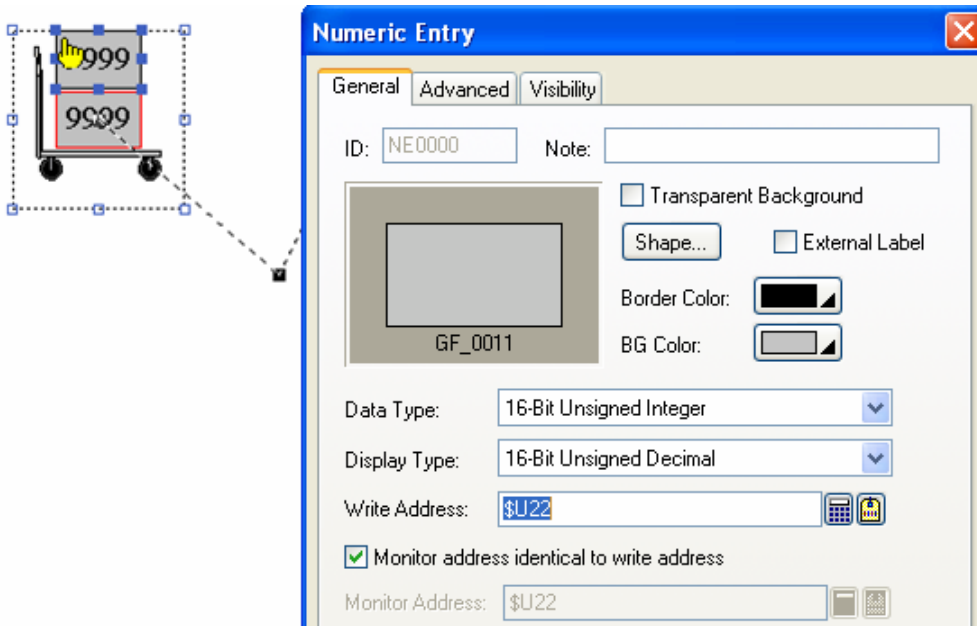 9999
9999
Numeric Entry
General Advanced Visibility
ID: NE0000 Note:
Transparent Background
Shape... External Label
Border Color:
GF_0011 BG Color:
Data Type: 16-Bit Unsigned Integer
Display Type: 16-Bit Unsigned Decimal
Write Address: $U22
Monitor address identical to write address
Monitor Address: $U22